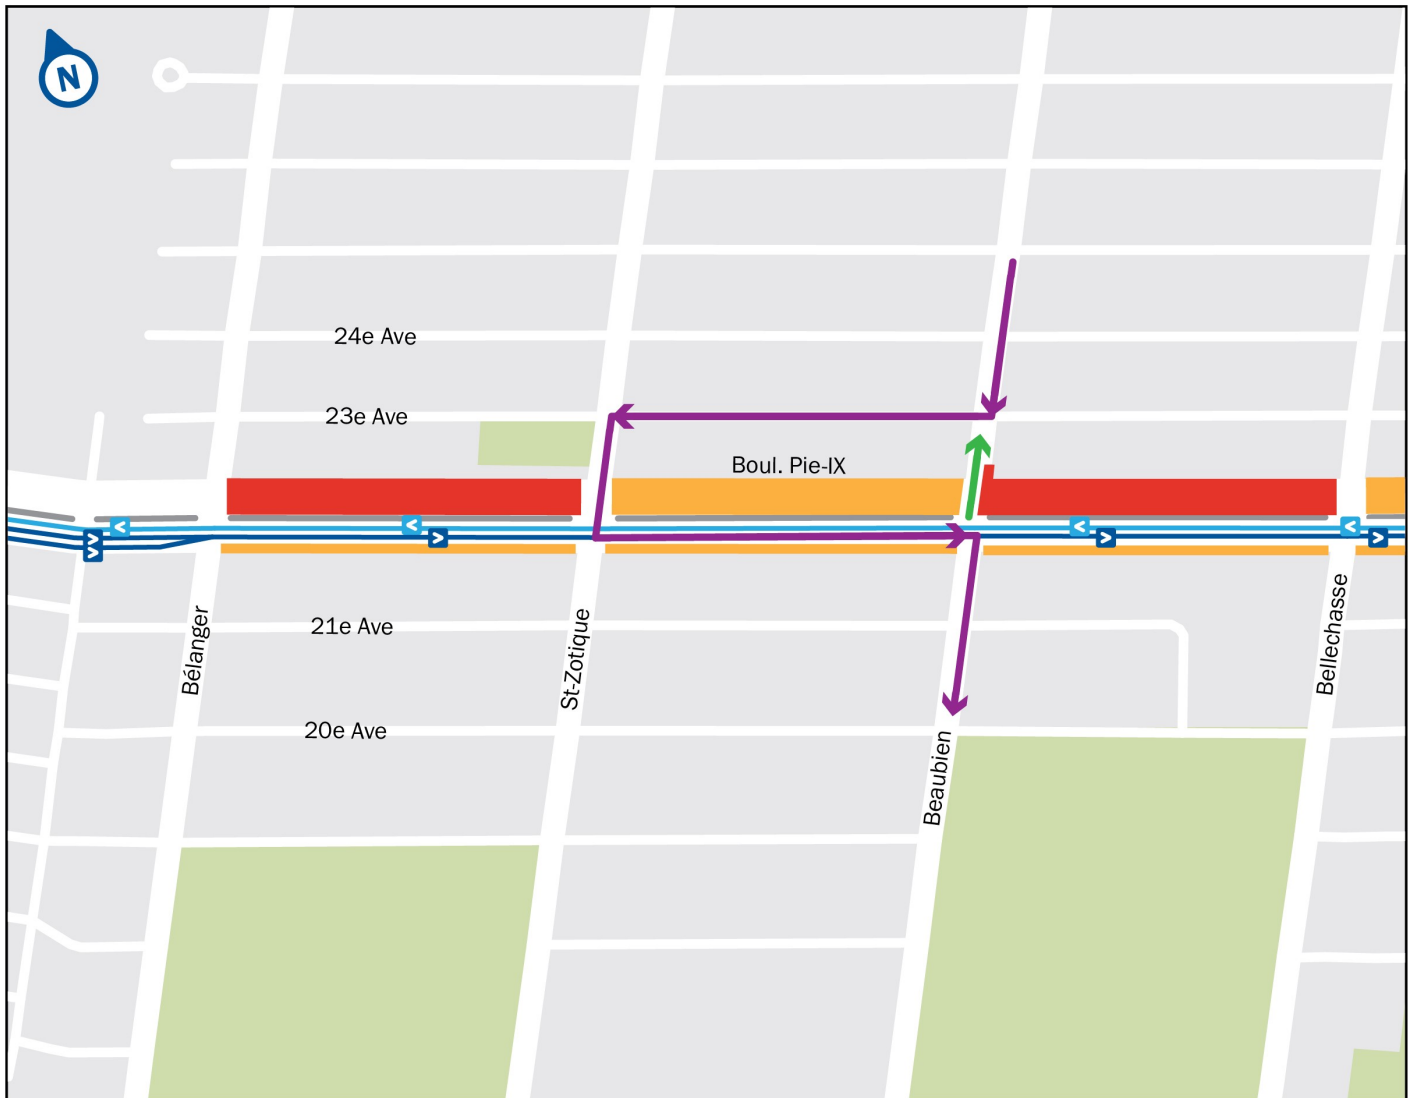 N
24e Ave
23e Ave
Boul. Pie-IX
21e Ave
Bélanger
St-Zotique
Bellechasse
20e Ave
Beaubien